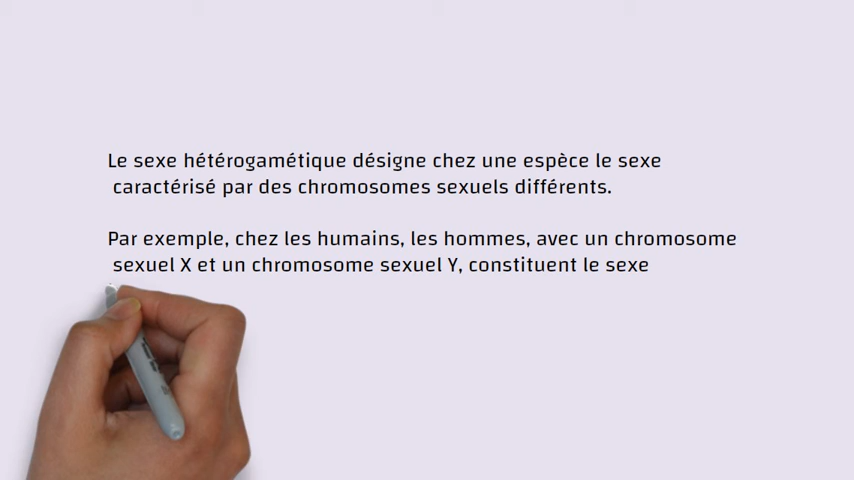 Le sexe hétérogamétique désigne chez une espèce le sexe
caractérisé par des chromosomes sexuels différents.
Par exemple, chez les humains, les hommes, avec un chromosome
sexuel X et un chromosome sexuel Y, constituent le sexe